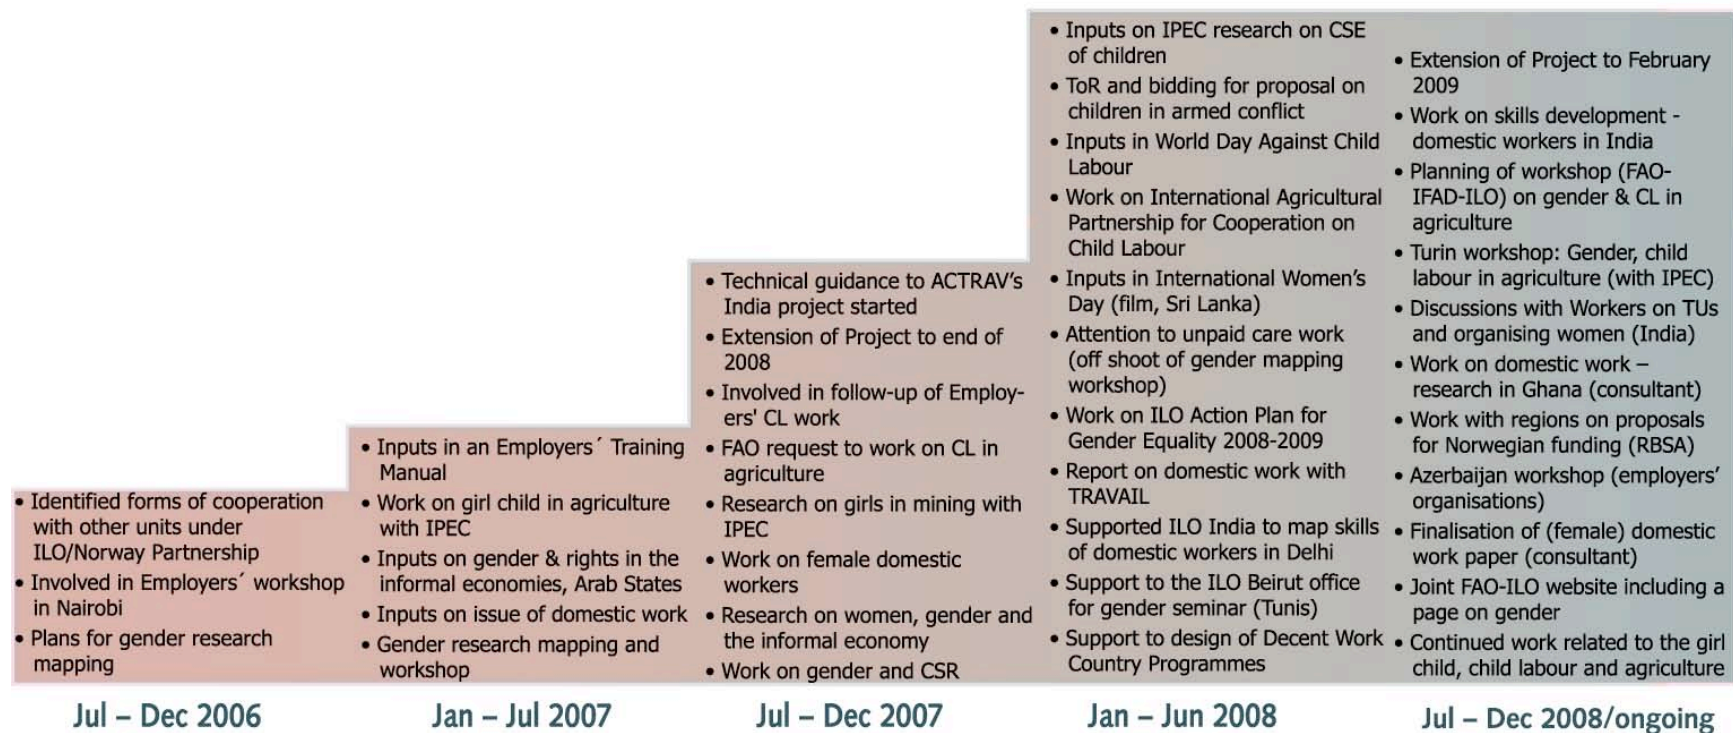 • Identified forms of cooperation
with other units under
ILO/Norway Partnership
• Involved in Employers´ workshop
in Nairobi
• Plans for gender research
mapping
Jul – Dec 2006
• Inputs in an Employers´ Training
Manual
• Work on girl child in agriculture
with IPEC
• Inputs on gender & rights in the
informal economies, Arab States
• Inputs on issue of domestic work
• Gender research mapping and
workshop
Jan – Jul 2007
• Technical guidance to ACTRAV’s
India project started
• Extension of Project to end of
2008
• Involved in follow-up of Employ-
ers' CL work
• FAO request to work on CL in
agriculture
• Research on girls in mining with
IPEC
• Work on female domestic
workers
• Research on women, gender and
the informal economy
• Work on gender and CSR
Jul – Dec 2007
• Inputs on IPEC research on CSE
of children
• ToR and bidding for proposal on
children in armed conflict
• Inputs in World Day Against Child
Labour
• Work on International Agricultural
Partnership for Cooperation on
Child Labour
• Inputs in International Women’s
Day (film, Sri Lanka)
• Attention to unpaid care work
(off shoot of gender mapping
workshop)
• Work on ILO Action Plan for
Gender Equality 2008-2009
• Report on domestic work with
TRAVAIL
• Supported ILO India to map skills
of domestic workers in Delhi
• Support to the ILO Beirut office
for gender seminar (Tunis)
• Support to design of Decent Work
Country Programmes
Jan – Jun 2008
• Extension of Project to February
2009
• Work on skills development -
domestic workers in India
• Planning of workshop (FAO-
IFAD-ILO) on gender & CL in
agriculture
• Turin workshop: Gender, child
labour in agriculture (with IPEC)
• Discussions with Workers on TUs
and organising women (India)
• Work on domestic work –
research in Ghana (consultant)
• Work with regions on proposals
for Norwegian funding (RBSA)
• Azerbaijan workshop (employers’
organisations)
• Finalisation of (female) domestic
work paper (consultant)
• Joint FAO-ILO website including a
page on gender
• Continued work related to the girl
child, child labour and agriculture
Jul – Dec 2008/ongoing